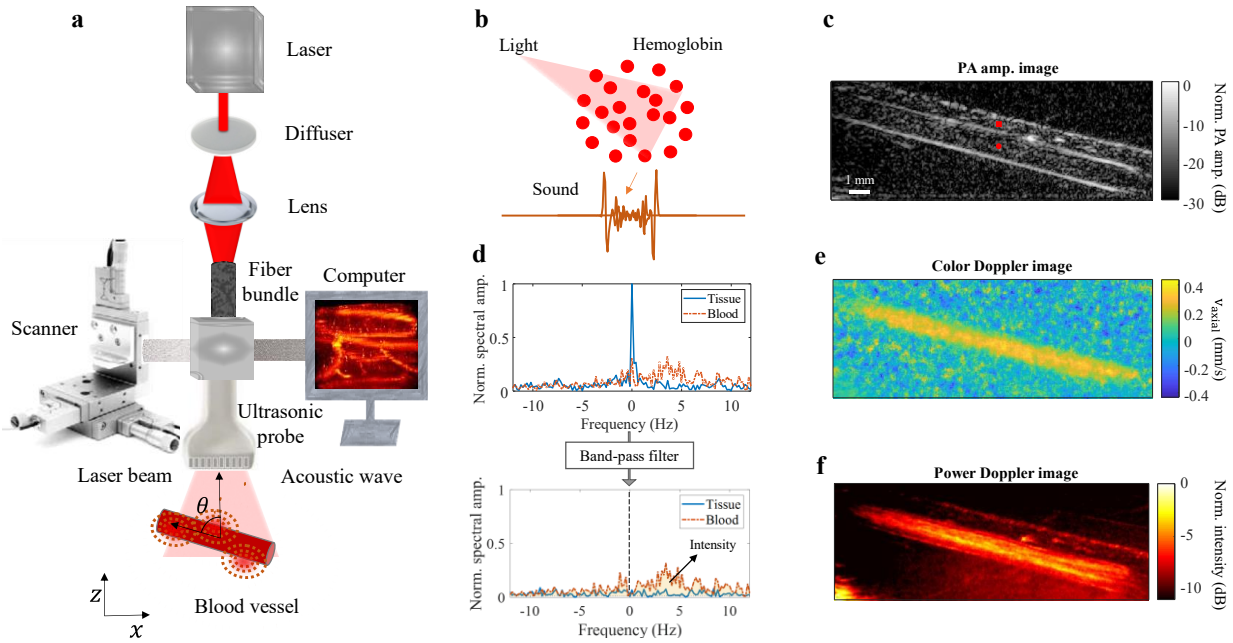 a
Laser
Diffuser
Lens
Fiber
bundle
Computer
Scanner
Ultrasonic
probe
Laser beam
Acoustic wave
θ
z
x
Blood vessel
b
Light
Hemoglobin
Sound
d
Norm. spectral amp.
1
0.5
0
Tissue
Blood
-10
-5
0
5
10
Frequency (Hz)
Band-pass filter
Norm. spectral amp.
1
0.5
0
Tissue
Blood
Intensity
-10
-5
0
5
10
Frequency (Hz)
c
PA amp. image
1 mm
0
-10
-20
-30
Norm. PA amp. (dB)
e
Color Doppler image
0.4
0.2
0
-0.2
-0.4
vaxial (mm/s)
f
Power Doppler image
0
-5
-10
Norm. intensity (dB)